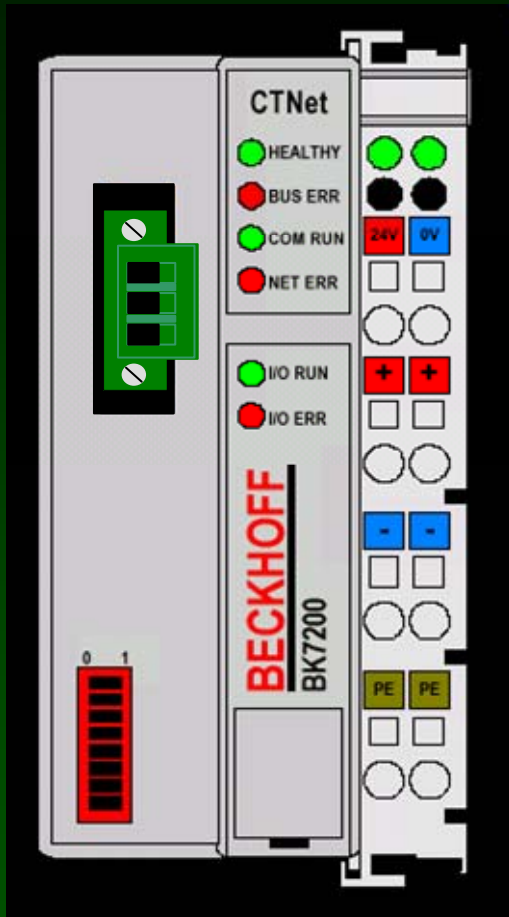 CTNet
HEALTHY
BUS ERR
COM RUN
NET ERR
24V 0V
I/O RUN
+ +
I/O ERR
BECKHOFF
BK7200
- -
0 1
PE PE